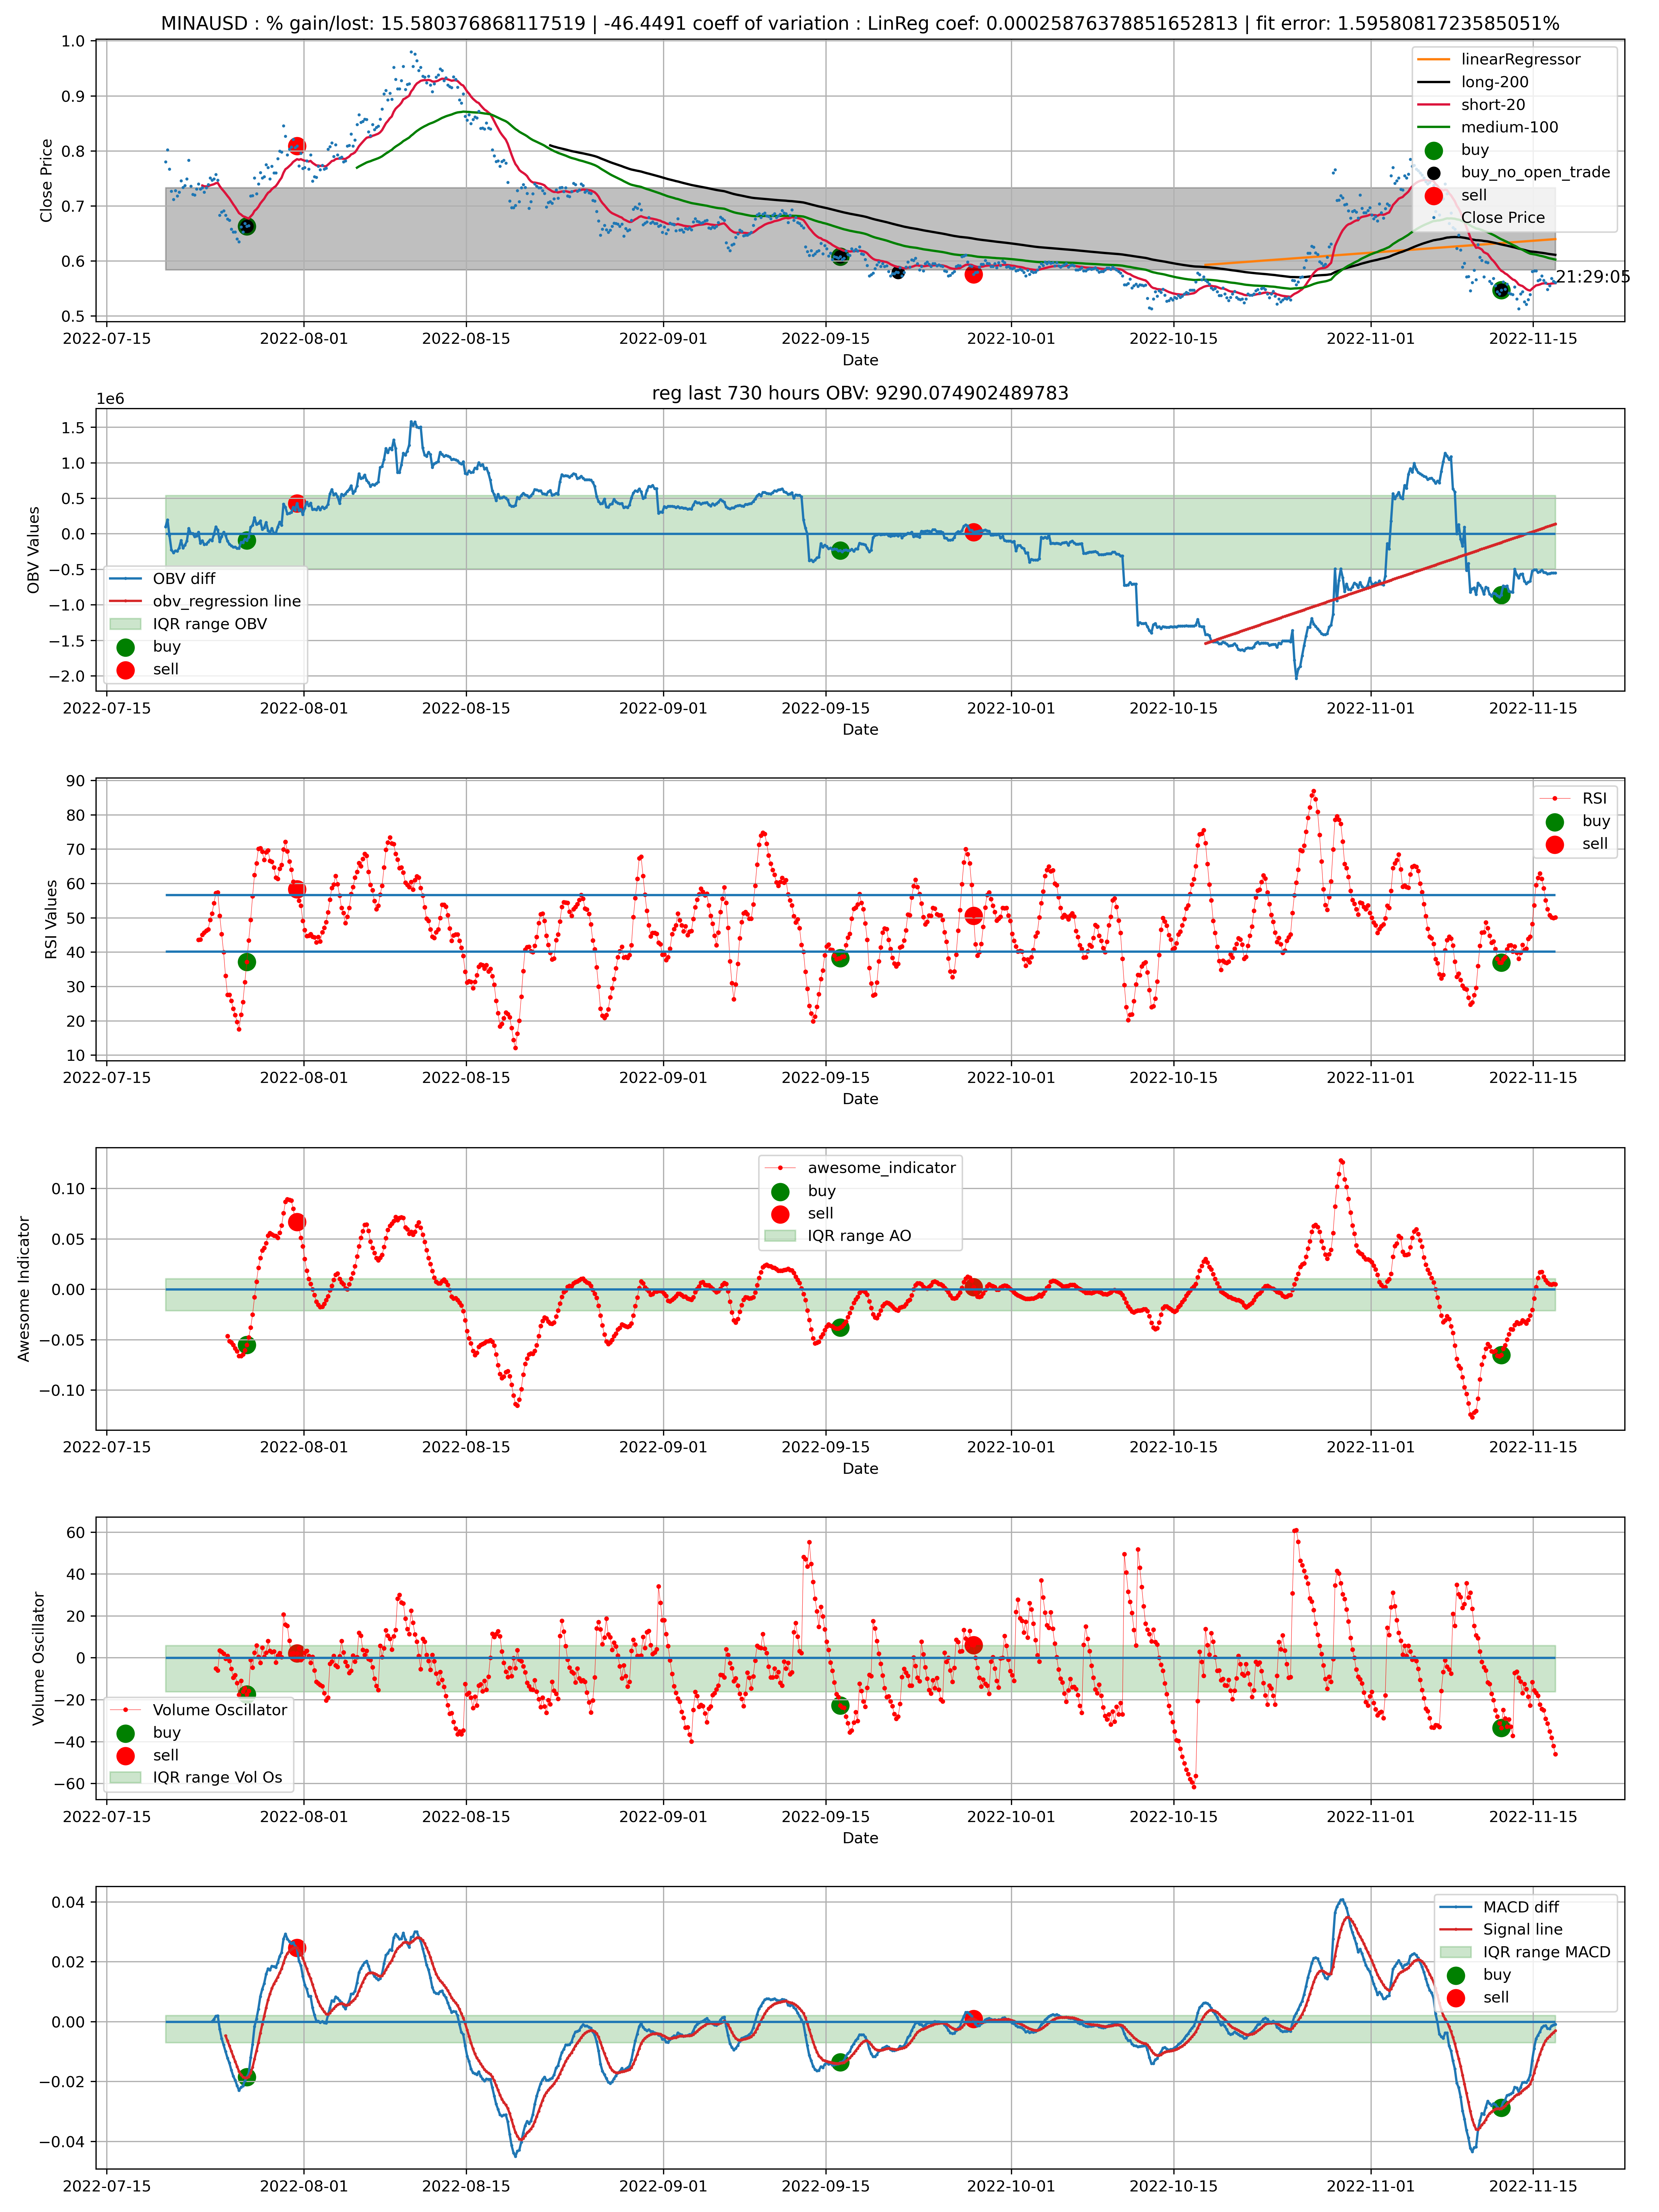 MINAUSD : % gain/lost: 15.580376868117519 | -46.4491 coeff of variation : LinReg coef: 0.00025876378851652813 | fit error: 1.5958081723585051%
1.0
0.9
0.8
0.7
0.6
0.5
Close Price
linearRegressor
long-200
short-20
medium-100
buy
buy_no_open_trade
sell
Close Price
21:29:05
2022-07-15 2022-08-01 2022-08-15 2022-09-01 2022-09-15 2022-10-01 2022-10-15 2022-11-01 2022-11-15
Date
reg last 730 hours OBV: 9290.074902489783
1e6
1.5
1.0
0.5
0.0
−0.5
−1.0
−1.5
−2.0
OBV Values
OBV diff
obv_regression line
IQR range OBV
buy
sell
2022-07-15 2022-08-01 2022-08-15 2022-09-01 2022-09-15 2022-10-01 2022-10-15 2022-11-01 2022-11-15
Date
90
80
70
60
50
40
30
20
10
RSI Values
RSI
buy
sell
2022-07-15 2022-08-01 2022-08-15 2022-09-01 2022-09-15 2022-10-01 2022-10-15 2022-11-01 2022-11-15
Date
0.10
0.05
0.00
−0.05
−0.10
Awesome Indicator
awesome_indicator
buy
sell
IQR range AO
2022-07-15 2022-08-01 2022-08-15 2022-09-01 2022-09-15 2022-10-01 2022-10-15 2022-11-01 2022-11-15
Date
60
40
20
0
−20
−40
−60
Volume Oscillator
Volume Oscillator
buy
sell
IQR range Vol Os
2022-07-15 2022-08-01 2022-08-15 2022-09-01 2022-09-15 2022-10-01 2022-10-15 2022-11-01 2022-11-15
Date
0.04
0.02
0.00
−0.02
−0.04
MACD diff
Signal line
IQR range MACD
buy
sell
2022-07-15 2022-08-01 2022-08-15 2022-09-01 2022-09-15 2022-10-01 2022-10-15 2022-11-01 2022-11-15